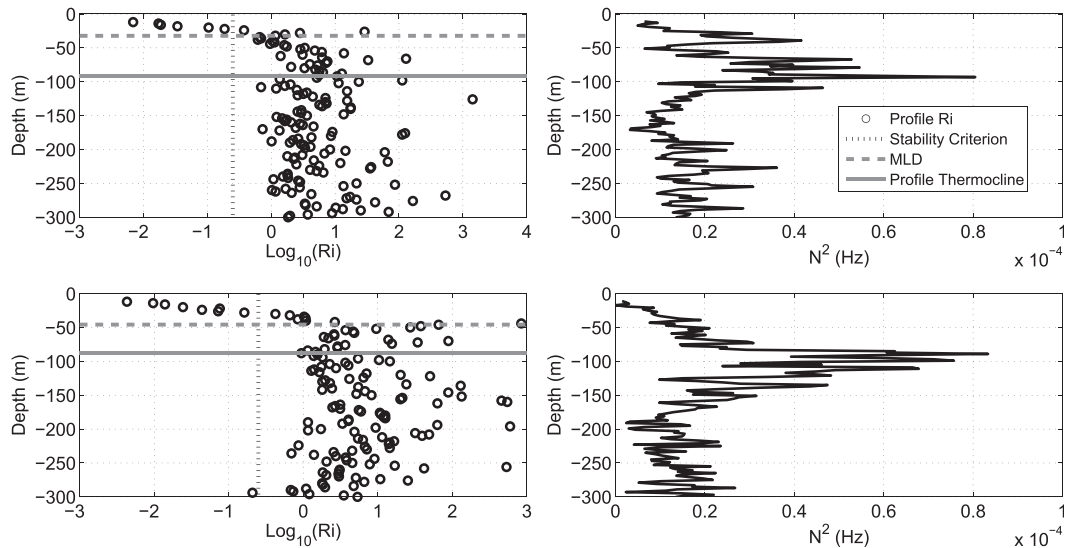 0
−50
−100
−150
−200
−250
−300
Depth (m)
−3 −2 −1 0 1 2 3 4
Log10(Ri)
0
−50
−100
−150
−200
−250
−300
Depth (m)
Profile Ri
Stability Criterion
MLD
Profile Thermocline
0 0.2 0.4 0.6 0.8 1
N² (Hz)
x 10⁻⁴
0
−50
−100
−150
−200
−250
−300
Depth (m)
−3 −2 −1 0 1 2 3
Log10(Ri)
0
−50
−100
−150
−200
−250
−300
Depth (m)
0 0.2 0.4 0.6 0.8 1
N² (Hz)
x 10⁻⁴